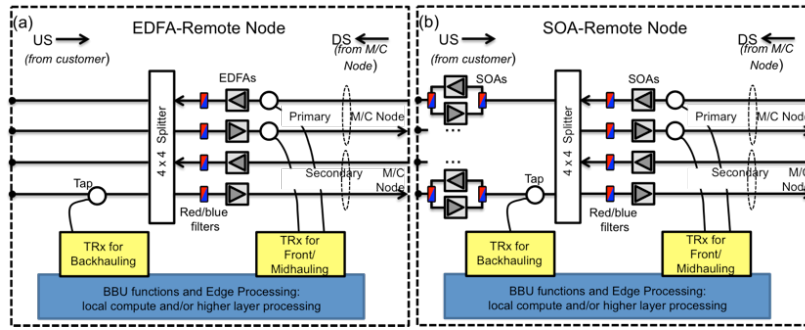 (a)
EDFA-Remote Node
US
(from customer)
DS
(from M/C
Node)
EDFAs
4 x 4 Splitter
Primary
M/C Node
Secondary
M/C
Node
Tap
Red/blue
filters
TRx for
Backhauling
TRx for
Front/
Midhauling
BBU functions and Edge Processing:
local compute and/or higher layer processing
(b)
SOA-Remote Node
US
(from customer)
DS
(from M/C
Node)
SOAs
SOAs
...
...
4 x 4 Splitter
Primary
M/C Node
Secondary
M/C
Node
Tap
Red/blue
filters
TRx for
Backhauling
TRx for
Front/
Midhauling
BBU functions and Edge Processing:
local compute and/or higher layer processing